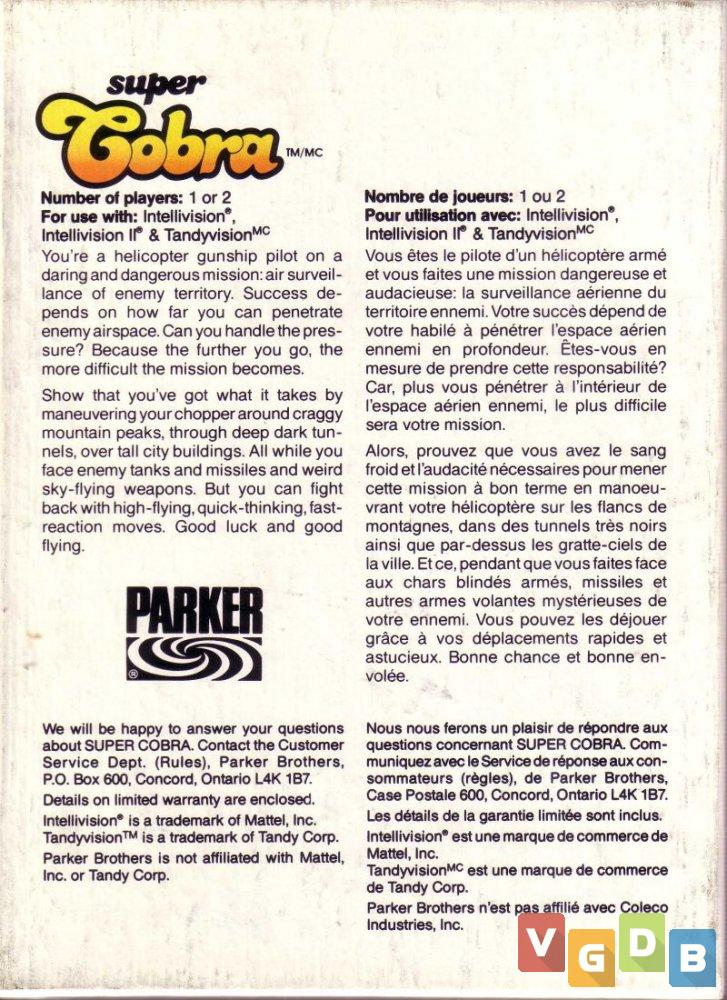 super
Cobra TM/MC
Number of players: 1 or 2
For use with: Intellivision®,
Intellivision II® & Tandyvision MC
You're a helicopter gunship pilot on a
daring and dangerous mission: air surveil-
lance of enemy territory. Success de-
pends on how far you can penetrate
enemy airspace. Can you handle the pres-
sure? Because the further you go, the
more difficult the mission becomes.
Show that you've got what it takes by
maneuvering your chopper around craggy
mountain peaks, through deep dark tun-
nels, over tall city buildings. All while you
face enemy tanks and missiles and weird
sky-flying weapons. But you can fight
back with high-flying, quick-thinking, fast-
reaction moves. Good luck and good
flying.
PARKER
®
We will be happy to answer your questions
about SUPER COBRA. Contact the Customer
Service Dept. (Rules), Parker Brothers,
P.O. Box 600, Concord, Ontario L4K 1B7.
Details on limited warranty are enclosed.
Intellivision® is a trademark of Mattel, Inc.
Tandyvision™ is a trademark of Tandy Corp.
Parker Brothers is not affiliated with Mattel,
Inc. or Tandy Corp.
Nombre de joueurs: 1 ou 2
Pour utilisation avec: Intellivision®,
Intellivision II® & Tandyvision MC
Vous êtes le pilote d'un hélicoptère armé
et vous faites une mission dangereuse et
audacieuse: la surveillance aérienne du
territoire ennemi. Votre succès dépend de
votre habilé à pénétrer l'espace aérien
ennemi en profondeur. Êtes-vous en
mesure de prendre cette responsabilité?
Car, plus vous pénétrer à l'intérieur de
l'espace aérien ennemi, le plus difficile
sera votre mission.
Alors, prouvez que vous avez le sang
froid et l'audacité nécessaires pour mener
cette mission à bon terme en manoeu-
vrant votre hélicoptère sur les flancs de
montagnes, dans des tunnels très noirs
ainsi que par-dessus les gratte-ciels de
la ville. Et ce, pendant que vous faites face
aux chars blindés armés, missiles et
autres armes volantes mystérieuses de
votre ennemi. Vous pouvez les déjouer
grâce à vos déplacements rapides et
astucieux. Bonne chance et bonne en-
volée.
Nous nous ferons un plaisir de répondre aux
questions concernant SUPER COBRA. Com-
muniquez avec le Service de réponse aux con-
sommateurs (règles), de Parker Brothers,
Case Postale 600, Concord, Ontario L4K 1B7.
Les détails de la garantie limitée sont inclus.
Intellivision® est une marque de commerce de
Mattel, Inc.
Tandyvision MC est une marque de commerce
de Tandy Corp.
Parker Brothers n'est pas affilié avec Coleco
Industries, Inc.
VGDB